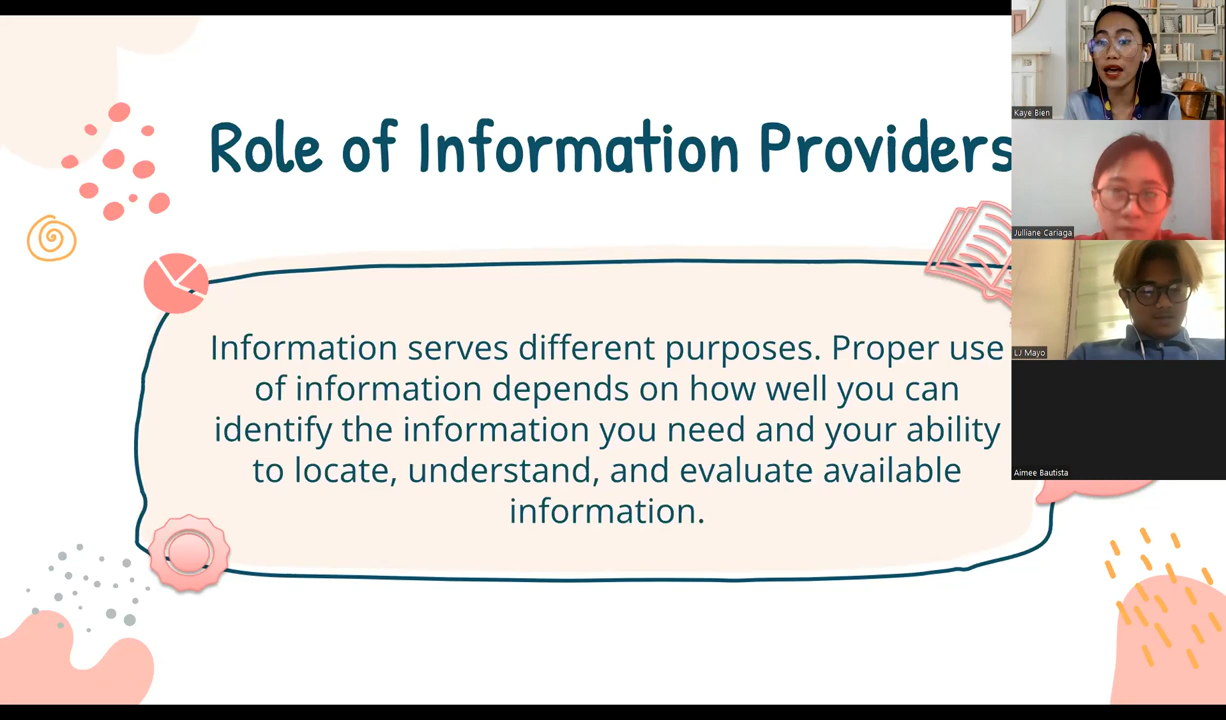 Role of Information Providers
Information serves different purposes. Proper use
of information depends on how well you can
identify the information you need and your ability
to locate, understand, and evaluate available
information.
Kaye Bien
Julliane Cariaga
LJ Mayo
Aimee Bautista